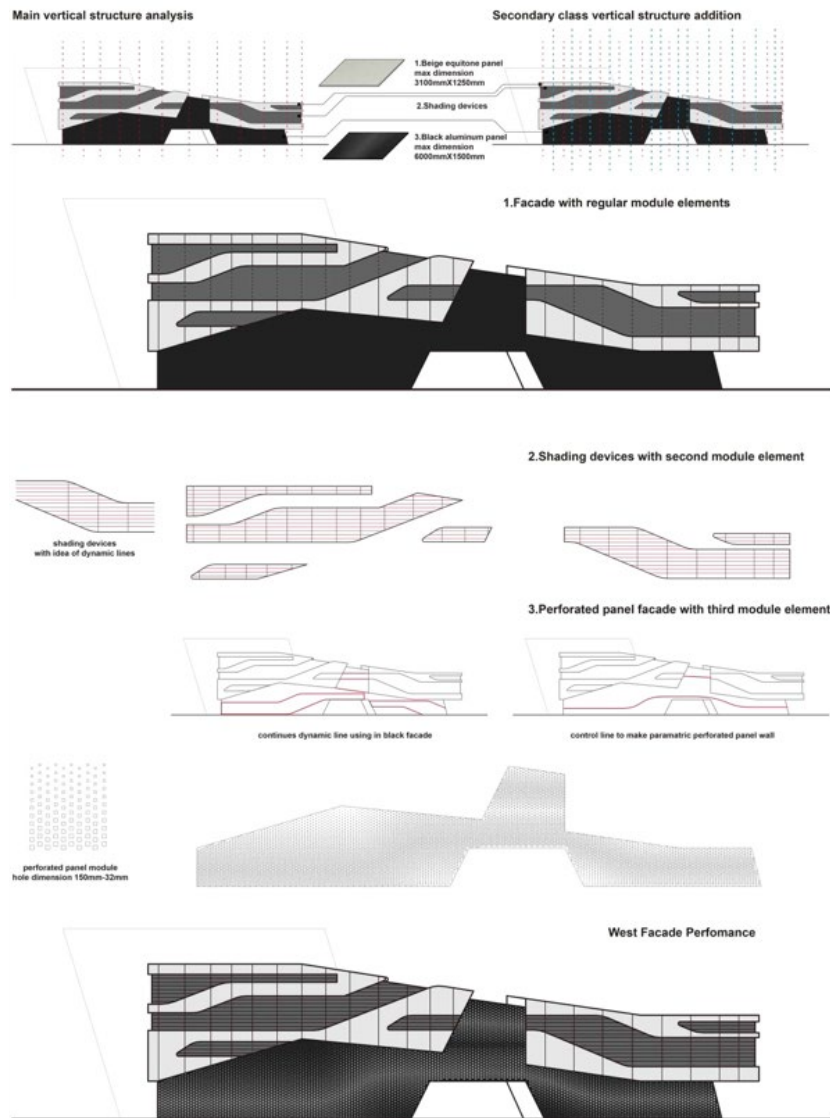 Main vertical structure analysis
Secondary class vertical structure addition
1.Beige equitone panel
max dimension
3100mmX1250mm
2.Shading devices
3.Black aluminum panel
max dimension
6000mmX1500mm
1.Facade with regular module elements
2.Shading devices with second module element
shading devices
with idea of dynamic lines
3.Perforated panel facade with third module element
continues dynamic line using in black facade
control line to make paramatric perforated panel wall
perforated panel module
hole dimension 150mm-32mm
West Facade Perfomance